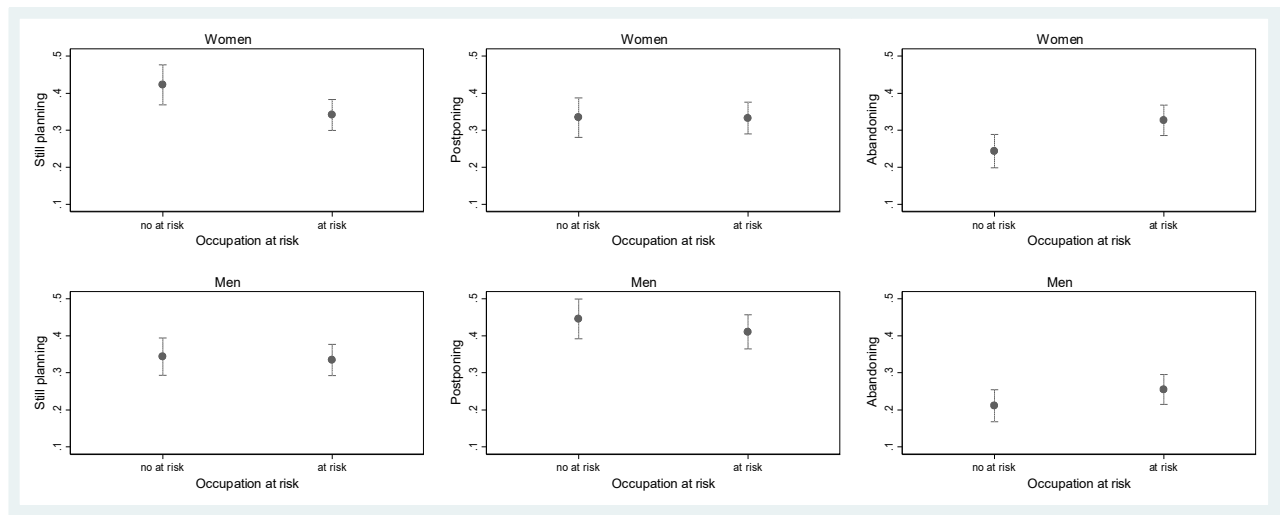 Women
Still planning
.5
.4
.3
.2
.1
no at risk
at risk
Occupation at risk
Women
Postponing
.5
.4
.3
.2
.1
no at risk
at risk
Occupation at risk
Women
Abandoning
.5
.4
.3
.2
.1
no at risk
at risk
Occupation at risk
Men
Still planning
.5
.4
.3
.2
.1
no at risk
at risk
Occupation at risk
Men
Postponing
.5
.4
.3
.2
.1
no at risk
at risk
Occupation at risk
Men
Abandoning
.5
.4
.3
.2
.1
no at risk
at risk
Occupation at risk